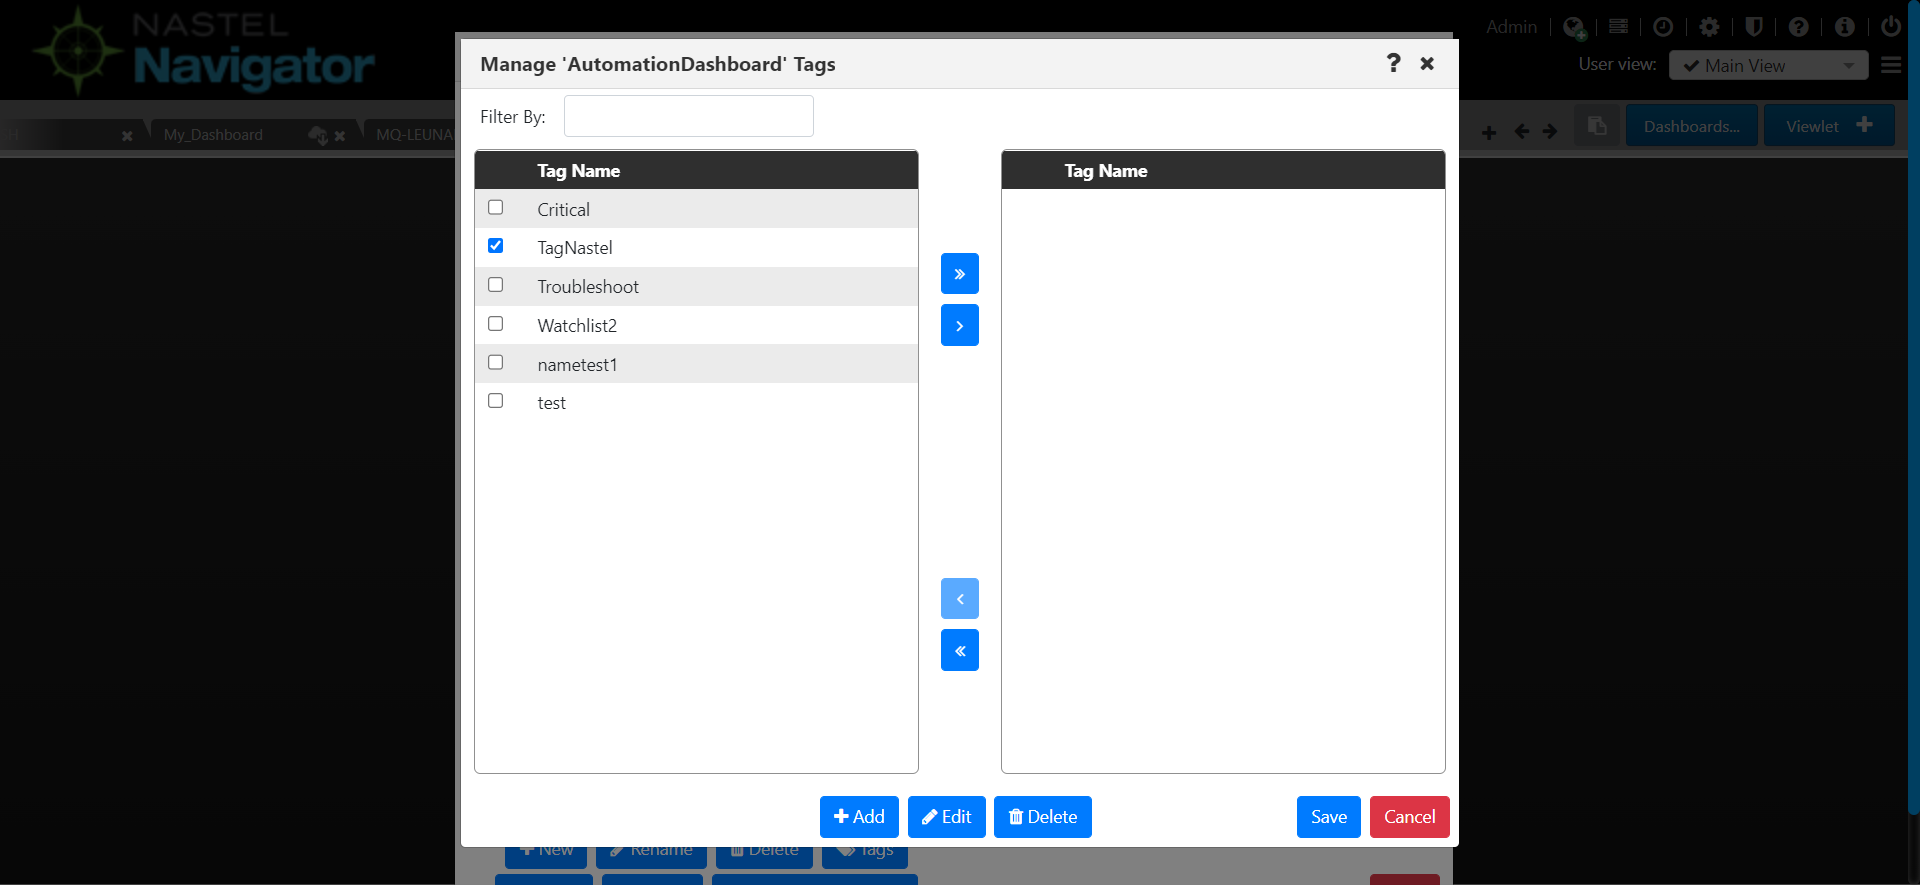 NASTEL
Navigator
Admin
User view:
Main View
H
My_Dashboard
MQ-LEUNA
Dashboards...
Viewlet
Manage 'AutomationDashboard' Tags
?
Filter By:
Tag Name
Critical
TagNastel
Troubleshoot
Watchlist2
nametest1
test
Tag Name
Add
Edit
Delete
Save
Cancel
New
Rename
Delete
Tags